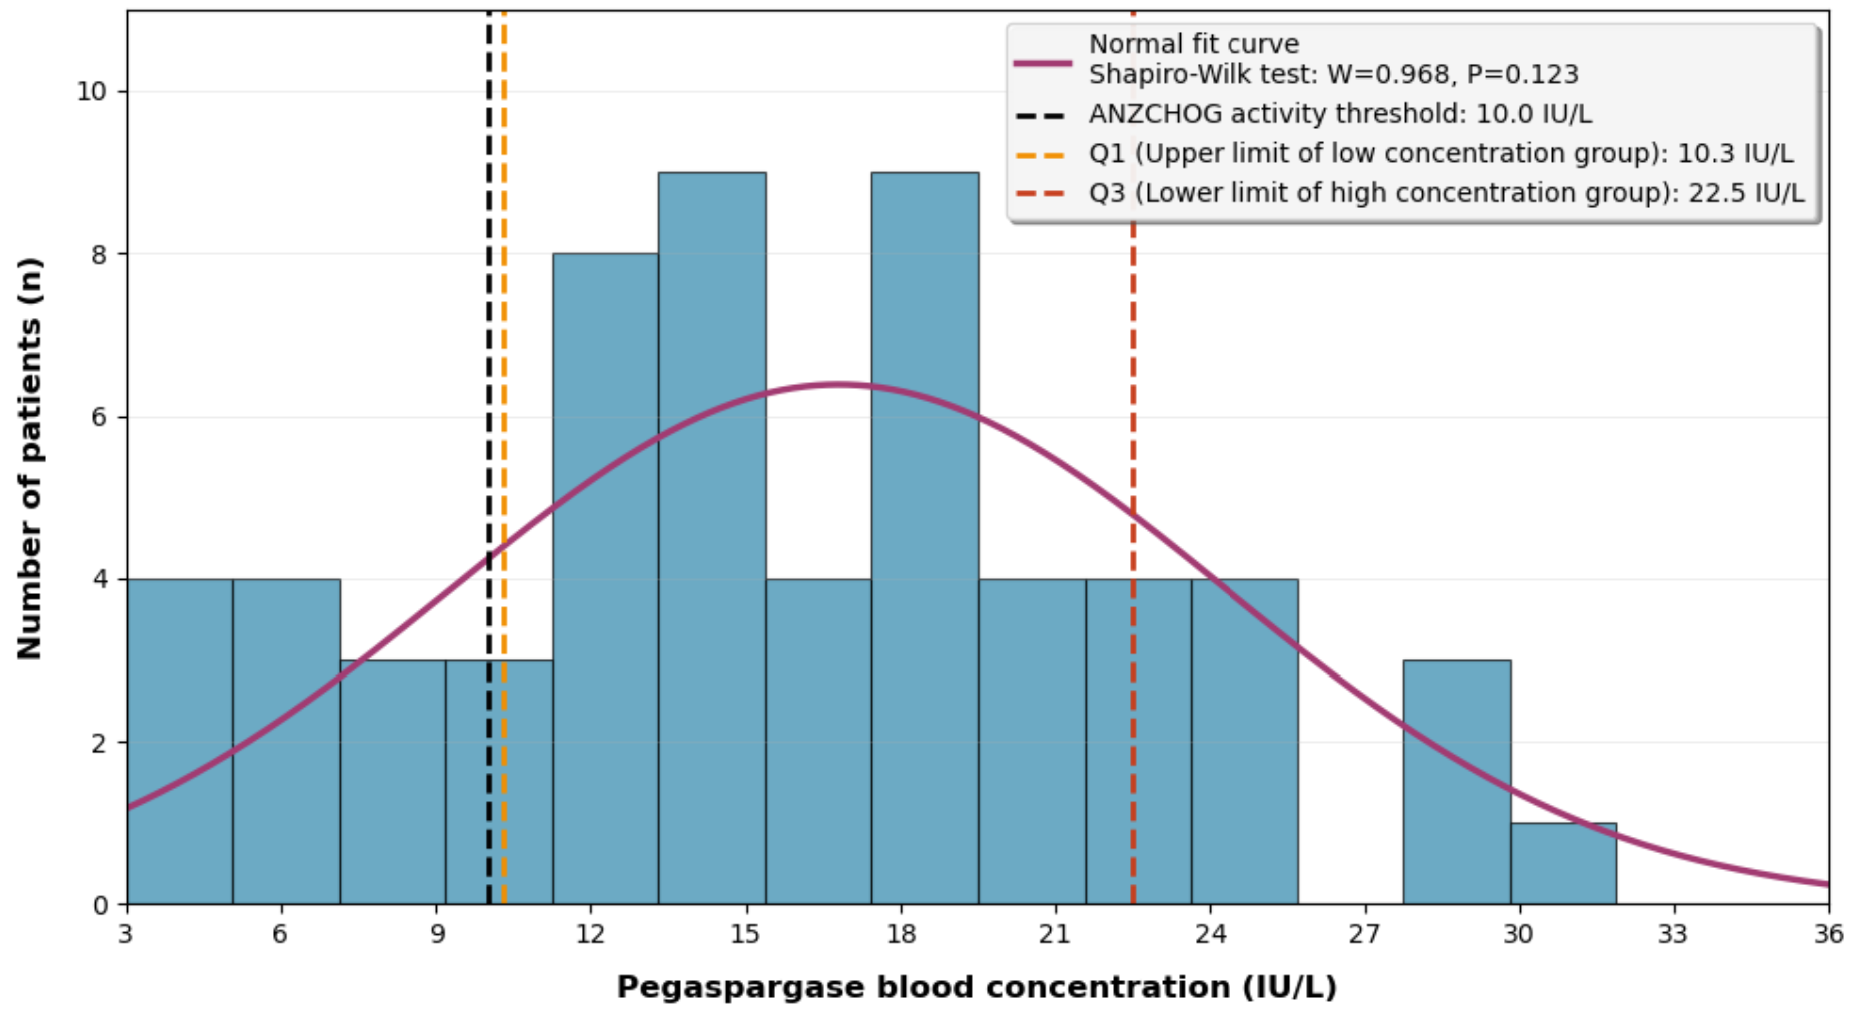 Normal fit curve
Shapiro-Wilk test: W=0.968, P=0.123
ANZCHOG activity threshold: 10.0 IU/L
Q1 (Upper limit of low concentration group): 10.3 IU/L
Q3 (Lower limit of high concentration group): 22.5 IU/L
Number of patients (n)
10
8
6
4
2
0
3 6 9 12 15 18 21 24 27 30 33 36
Pegaspargase blood concentration (IU/L)